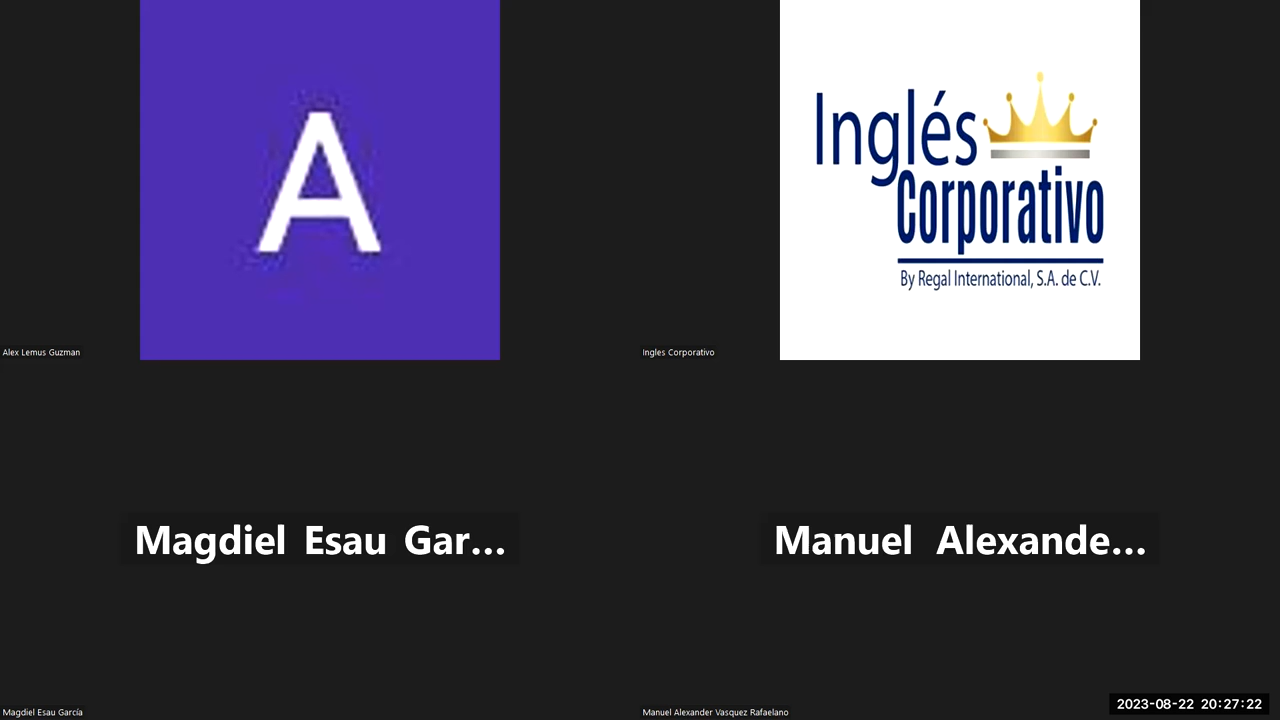 A
Inglés
Corporativo
By Regal International, S.A. de C.V.
Alex Lemus Guzman
Ingles Corporativo
Magdiel Esau Gar...
Manuel Alexande...
Magdiel Esau García
Manuel Alexander Vasquez Rafaelano
2023-08-22 20:27:22